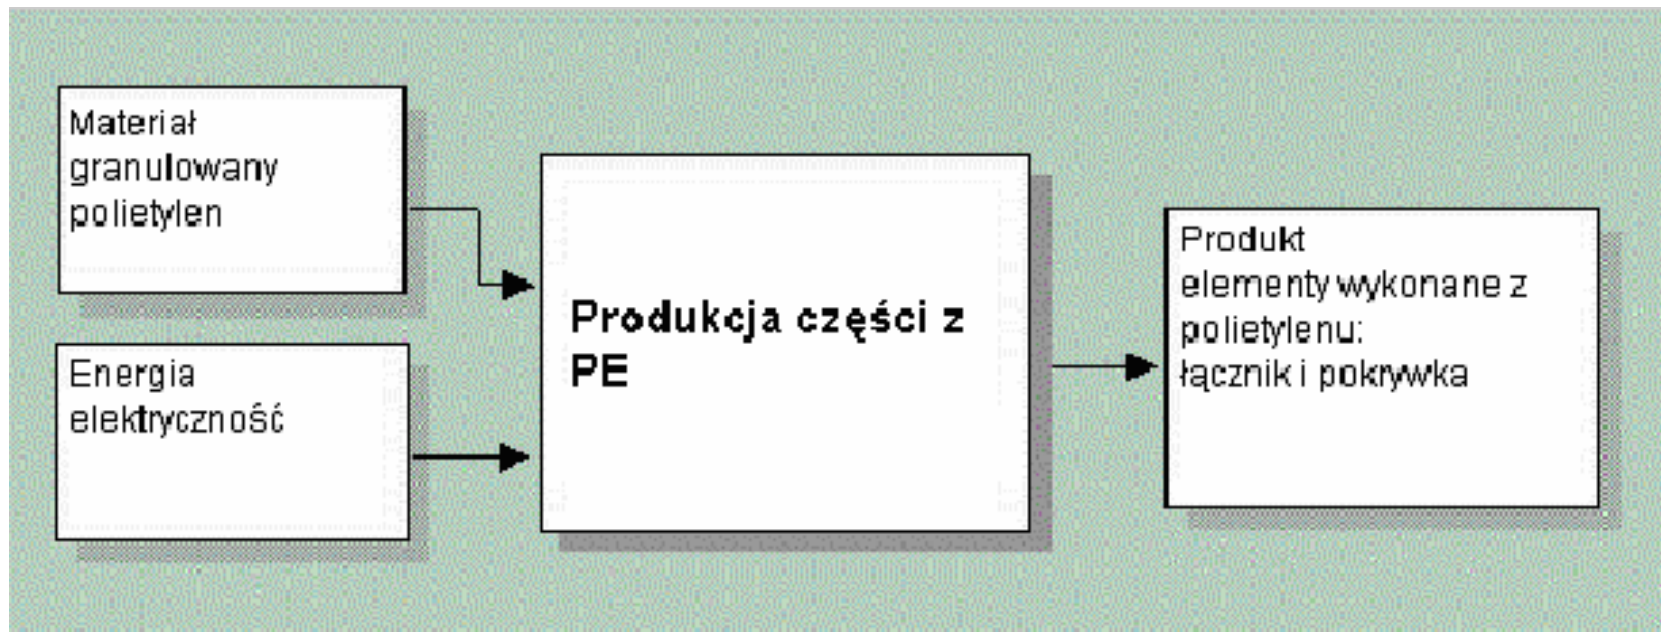 Materiał
granulowany
polietylen
Energia
elektryczność
Produkcja części z
PE
Produkt
elementy wykonane z
polietylenu:
łącznik i pokrywka